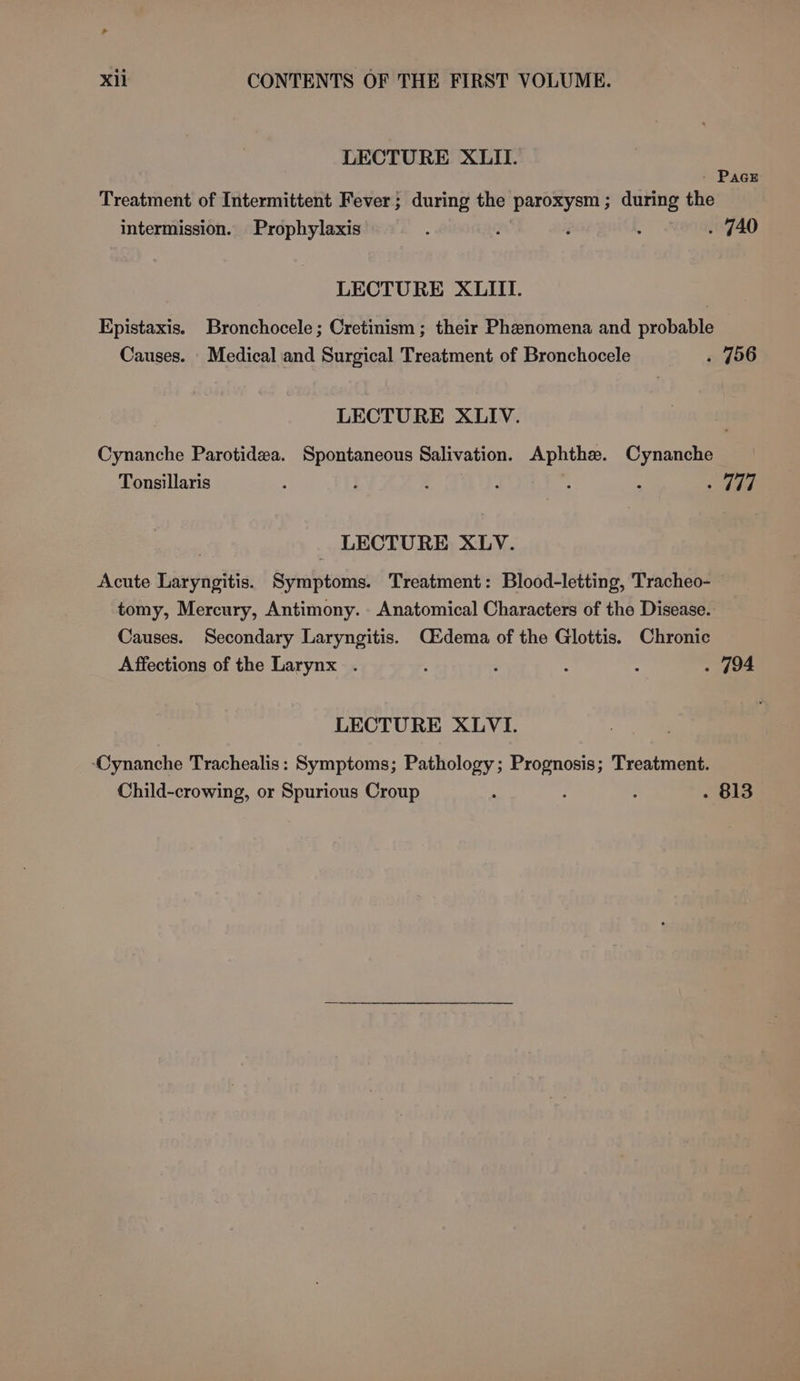 xii CONTENTS OF THE FIRST VOLUME.
LECTURE XLII.
PAGE
Treatment of Intermittent Fever; during the paroxysm; during the
intermission. Prophylaxis . . . . . 740
LECTURE XLIII.
Epistaxis. Bronchocele; Cretinism; their Phænomena and probable
Causes. Medical and Surgical Treatment of Bronchocele . 756
LECTURE XLIV.
Cynanche Parotidæa. Spontaneous Salivation. Aphthæ. Cynanche
Tonsillaris . . . . . . . 777
LECTURE XLV.
Acute Laryngitis. Symptoms. Treatment: Blood-letting, Tracheo-
tomy, Mercury, Antimony. Anatomical Characters of the Disease.
Causes. Secondary Laryngitis. Œdema of the Glottis. Chronic
Affections of the Larynx . . . . . . 794
LECTURE XLVI.
Cynanche Trachealis: Symptoms; Pathology; Prognosis; Treatment.
Child-crowing, or Spurious Croup . . . . 813